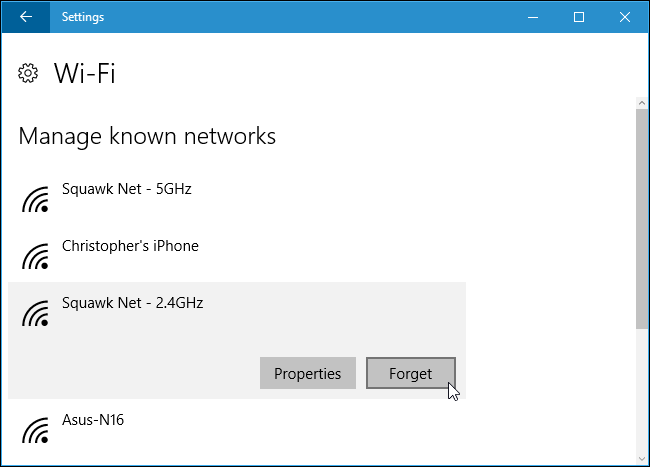 Settings
Wi-Fi
Manage known networks
Squawk Net - 5GHz
Christopher's iPhone
Squawk Net - 2.4GHz
Properties Forget
Asus-N16